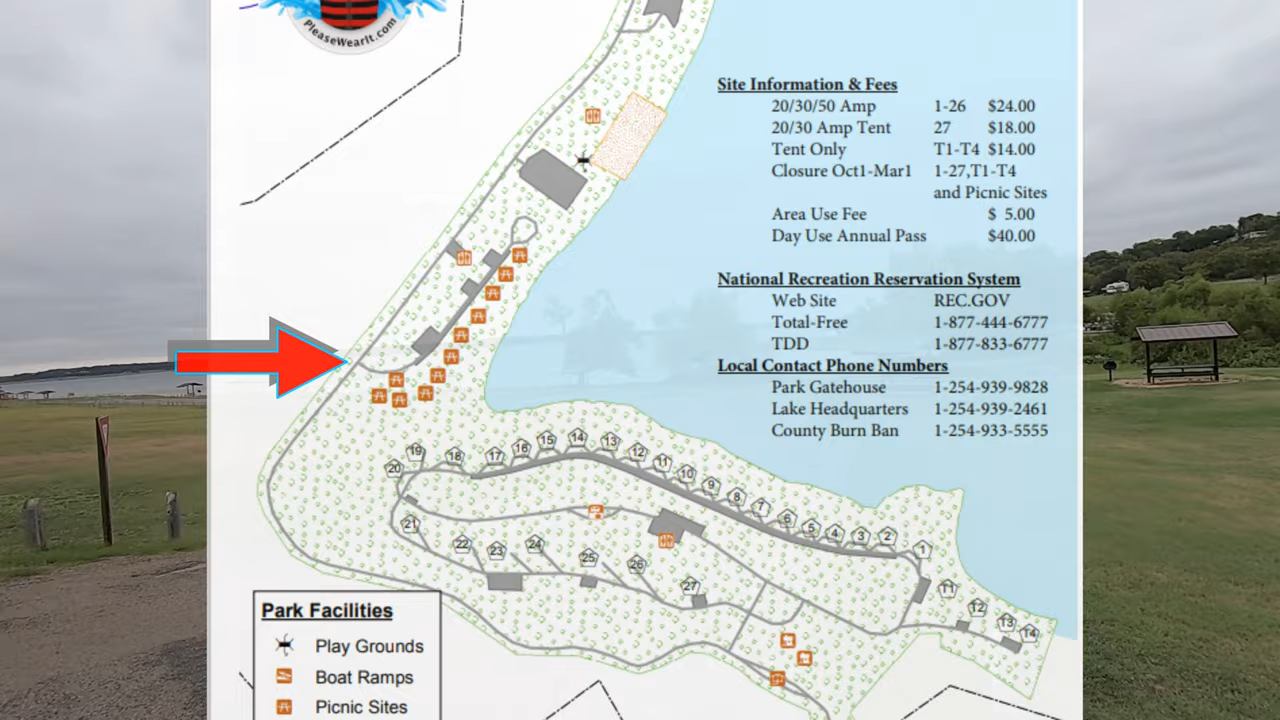 PleaseWearIt.com
Site Information & Fees
20/30/50 Amp 1-26 $24.00
20/30 Amp Tent 27 $18.00
Tent Only T1-T4 $14.00
Closure Oct1-Mar1 1-27,T1-T4
and Picnic Sites
Area Use Fee $ 5.00
Day Use Annual Pass $40.00
National Recreation Reservation System
Web Site REC.GOV
Total-Free 1-877-444-6777
TDD 1-877-833-6777
Local Contact Phone Numbers
Park Gatehouse 1-254-939-9828
Lake Headquarters 1-254-939-2461
County Burn Ban 1-254-933-5555
20 19 18 17 16 15 14 13 12 11 10 9 8 7 6 5 4 3 2 1
21 22 23 24 25 26 27
T1 T2 T3 T4
Park Facilities
Play Grounds
Boat Ramps
Picnic Sites